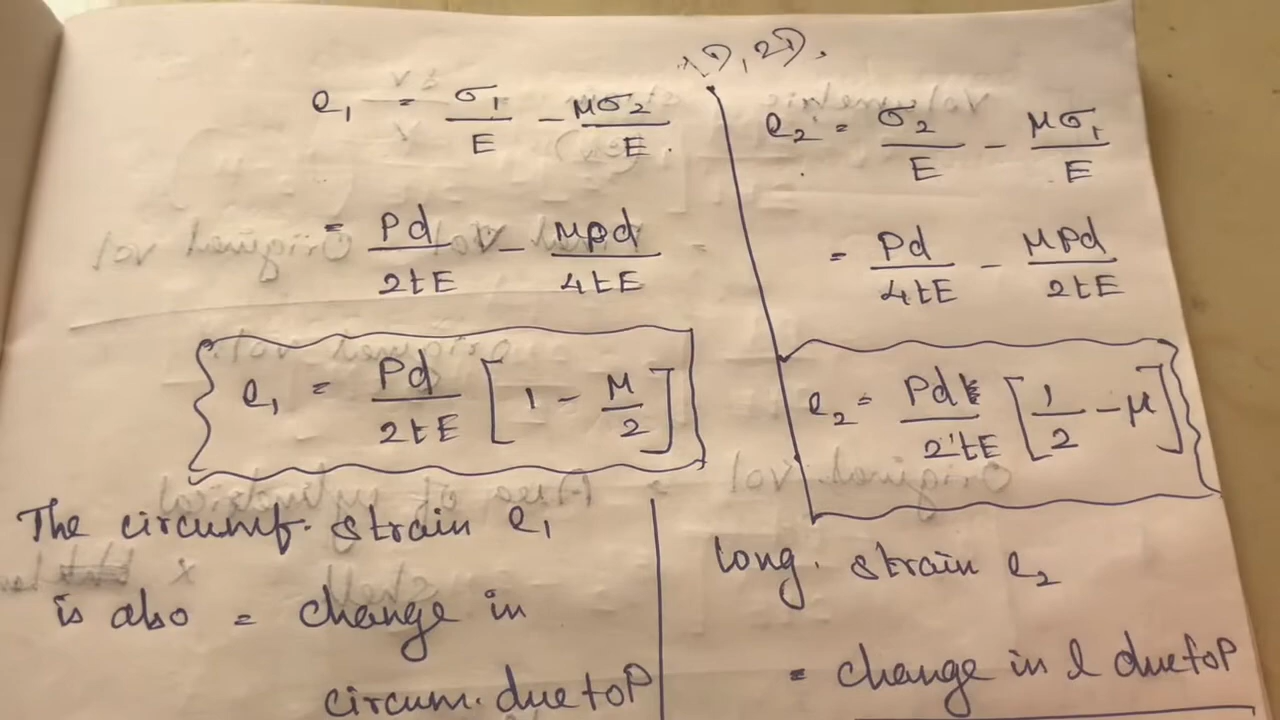 e₁ = σ₁/E - μσ₂/E.
= Pd/2tE - μpd/4tE
e₁ = Pd/2tE [1 - μ/2]
The circumf. strain e₁
is also = change in
circum. due to P
e₂ = σ₂/E - μσ₁/E
= Pd/4tE - μPd/2tE
e₂ = Pd/2tE [1/2 - μ]
long. strain e₂
= change in l due to P